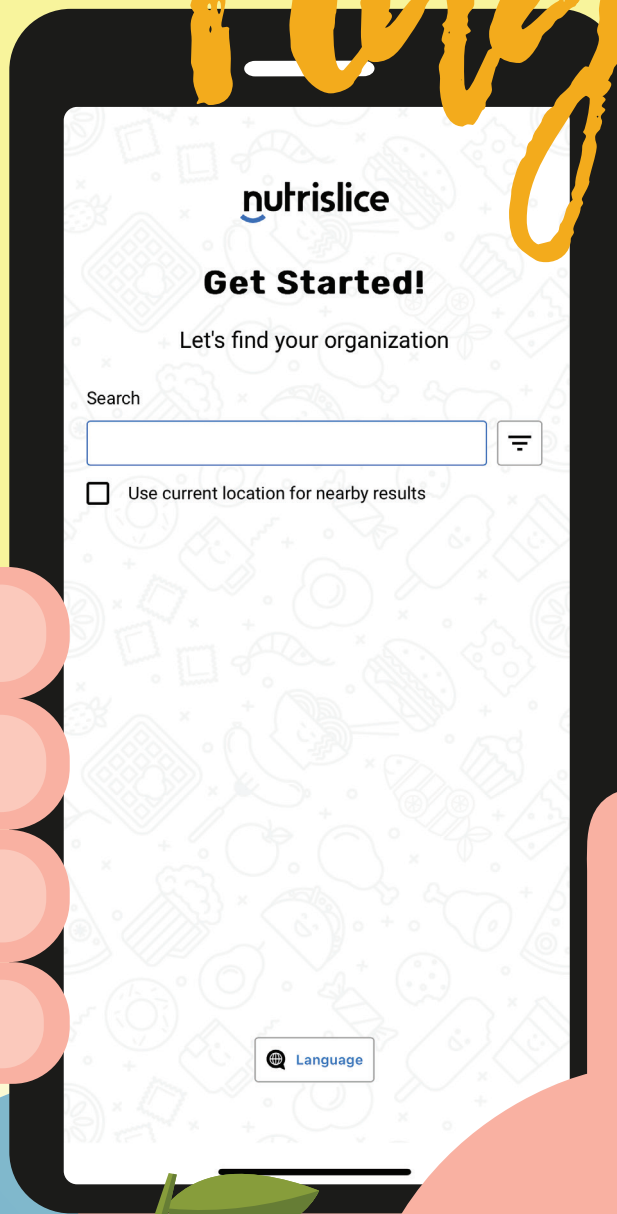 nutrislice
Get Started!
Let's find your organization
Search
Use current location for nearby results
Language